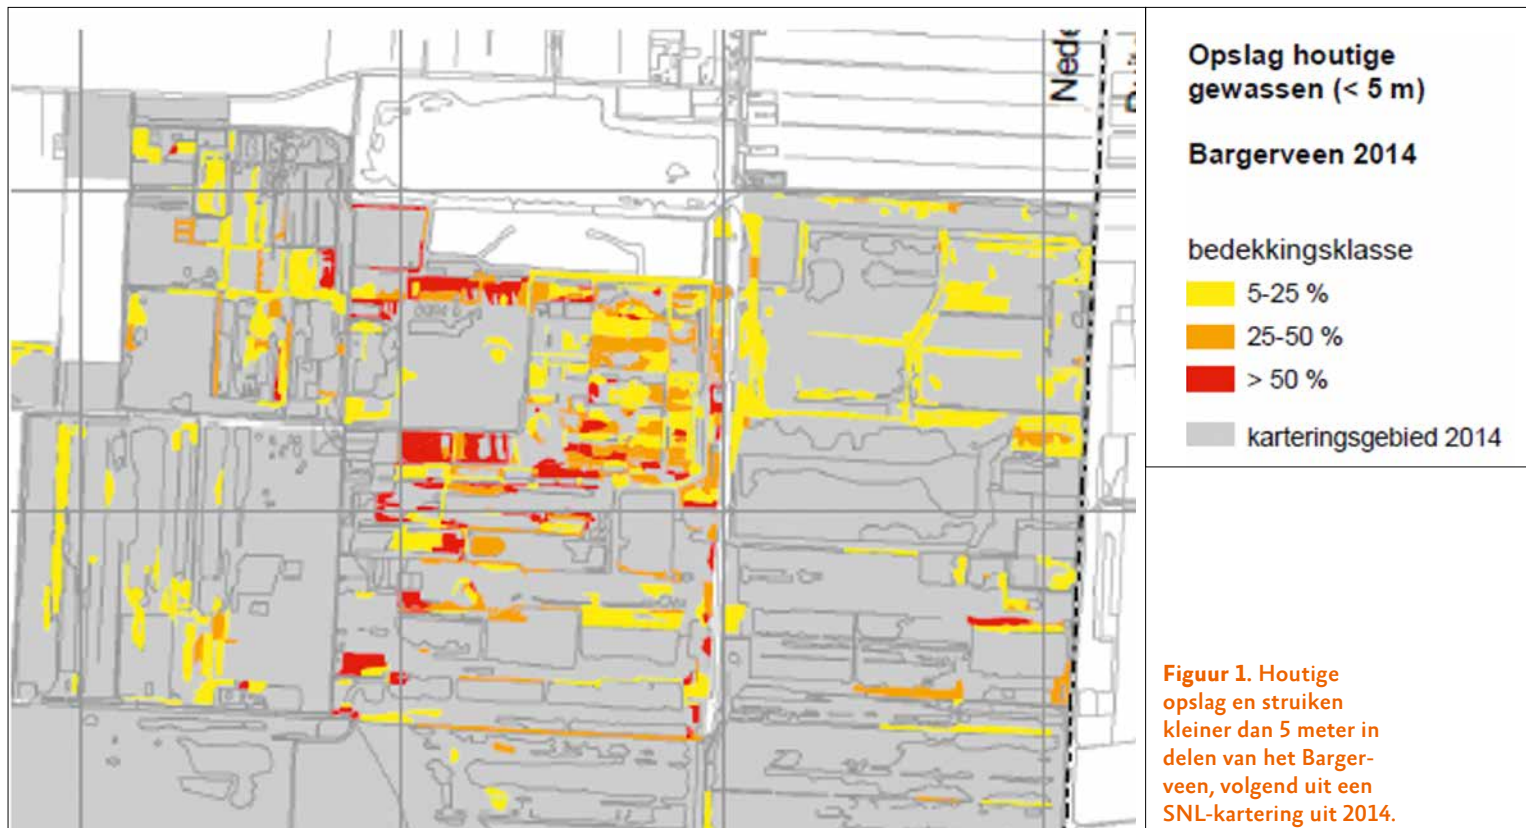 Nede
Opslag houtige
gewassen (< 5 m)
Bargerveen 2014
bedekkingsklasse
5-25 %
25-50 %
> 50 %
karteringsgebied 2014
Figuur 1. Houtige
opslag en struiken
kleiner dan 5 meter in
delen van het Barger-
veen, volgend uit een
SNL-kartering uit 2014.